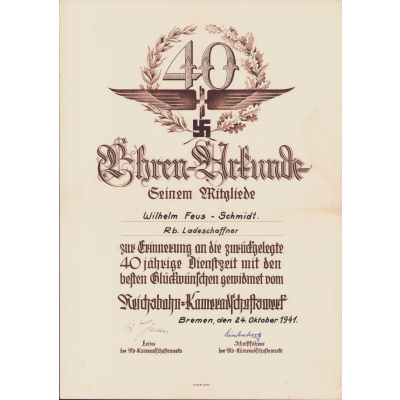 40
Ehren-Urkunde
Seinem Mitgliede
Wilhelm Feus - Schmidt.
Rb. Ladeschaffner
zur Erinnerung an die zurückgelegte
40 jährige Dienstzeit mit den
besten Glückwünschen gewidmet vom
Reichsbahn-Kameradschaftswerk
Bremen, den 24. Oktober 1941.
Leiter Schriftführer
des Rb-Kameradschaftswerks des Rb-Kameradschaftswerks